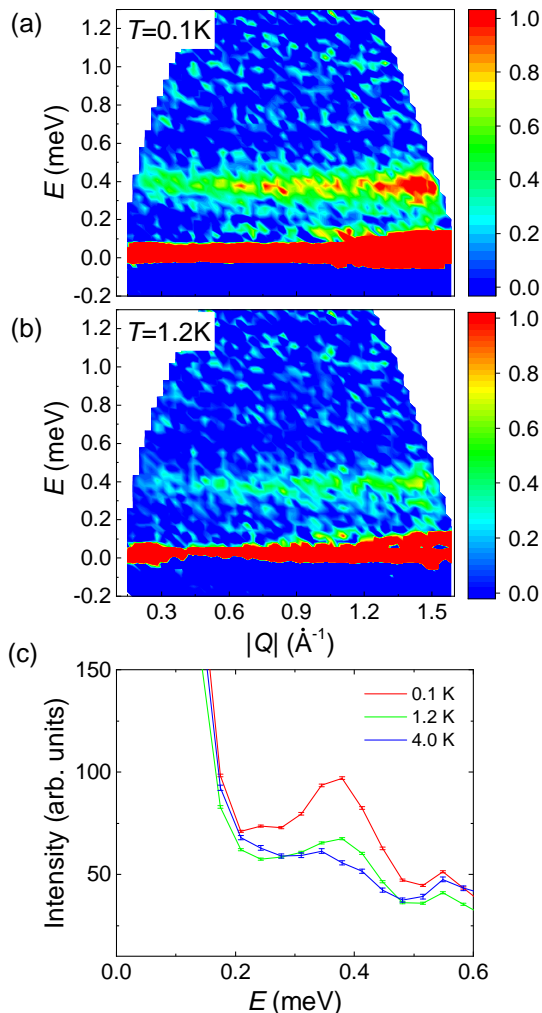 (a)
T=0.1K
E (meV)
1.2
1.0
0.8
0.6
0.4
0.2
0.0
-0.2
1.0
0.8
0.6
0.4
0.2
0.0
(b)
T=1.2K
E (meV)
1.2
1.0
0.8
0.6
0.4
0.2
0.0
-0.2
0.3 0.6 0.9 1.2 1.5
|Q| (Å⁻¹)
1.0
0.8
0.6
0.4
0.2
0.0
(c)
Intensity (arb. units)
150
100
50
0.1 K
1.2 K
4.0 K
0.0 0.2 0.4 0.6
E (meV)